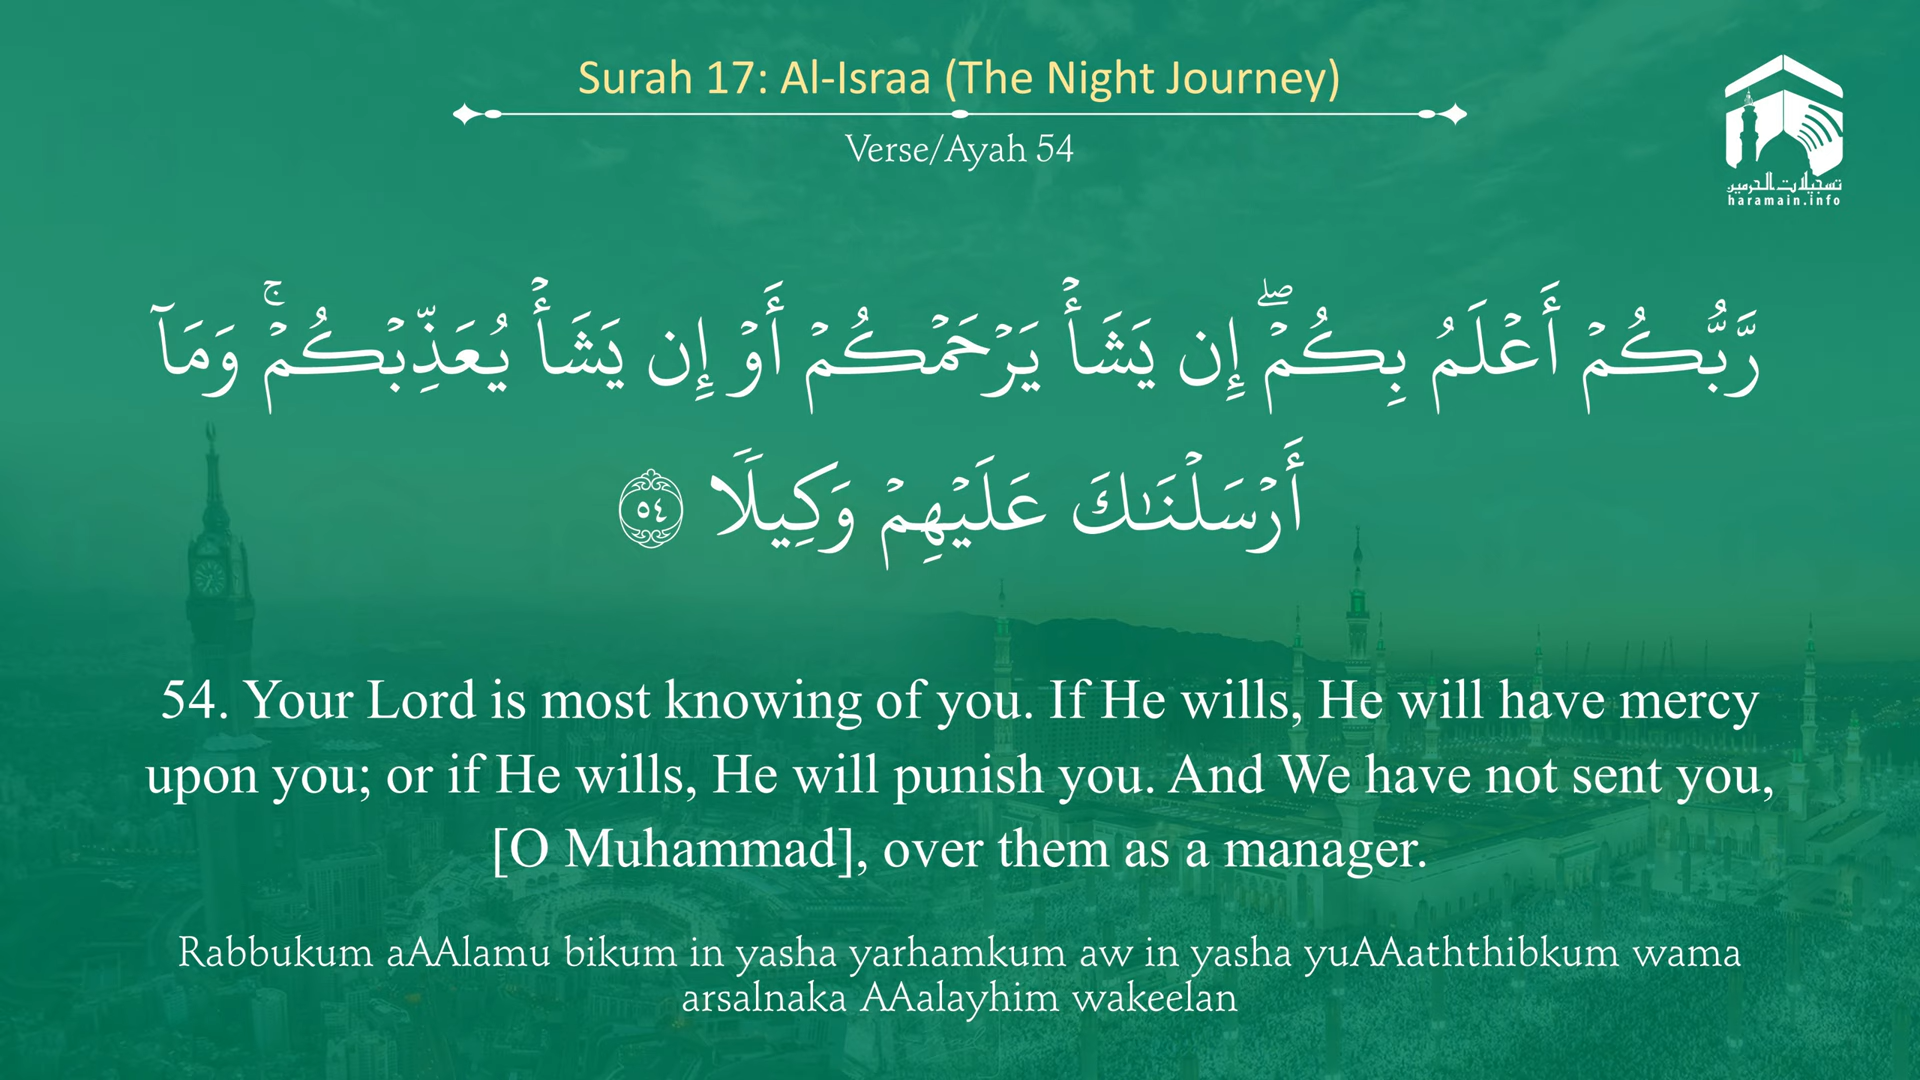 Surah 17: Al-Israa (The Night Journey)
Verse/Ayah 54
تسجيلات الحرمين
haramain.info
رَّبُّكُمۡ أَعۡلَمُ بِكُمۡۖ إِن يَشَأۡ يَرۡحَمۡكُمۡ أَوۡ إِن يَشَأۡ يُعَذِّبۡكُمۡۚ وَمَآ
أَرۡسَلۡنَٰكَ عَلَيۡهِمۡ وَكِيلٗا ٥٤
54. Your Lord is most knowing of you. If He wills, He will have mercy
upon you; or if He wills, He will punish you. And We have not sent you,
[O Muhammad], over them as a manager.
Rabbukum aAAlamu bikum in yasha yarhamkum aw in yasha yuAAaththibkum wama
arsalnaka AAalayhim wakeelan